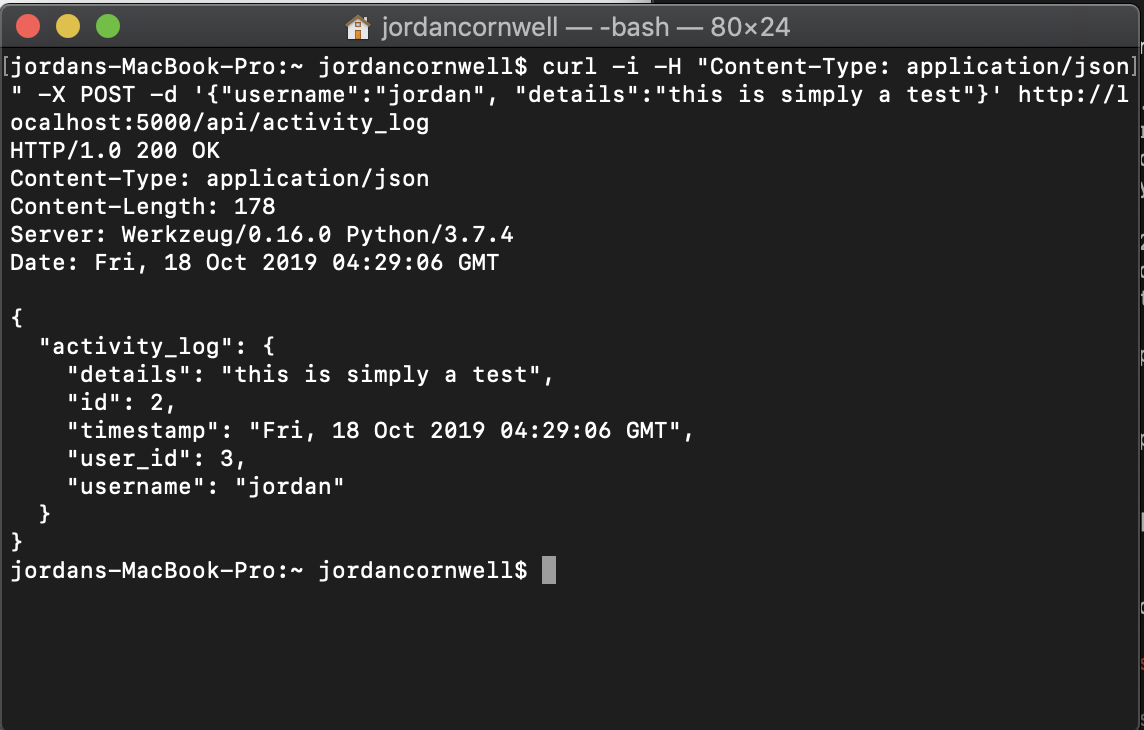 jordancornwell — -bash — 80×24
[jordans-MacBook-Pro:~ jordancornwell$ curl -i -H "Content-Type: application/json]
" -X POST -d '{"username":"jordan", "details":"this is simply a test"}' http://l
ocalhost:5000/api/activity_log
HTTP/1.0 200 OK
Content-Type: application/json
Content-Length: 178
Server: Werkzeug/0.16.0 Python/3.7.4
Date: Fri, 18 Oct 2019 04:29:06 GMT

{
  "activity_log": {
    "details": "this is simply a test",
    "id": 2,
    "timestamp": "Fri, 18 Oct 2019 04:29:06 GMT",
    "user_id": 3,
    "username": "jordan"
  }
}
jordans-MacBook-Pro:~ jordancornwell$